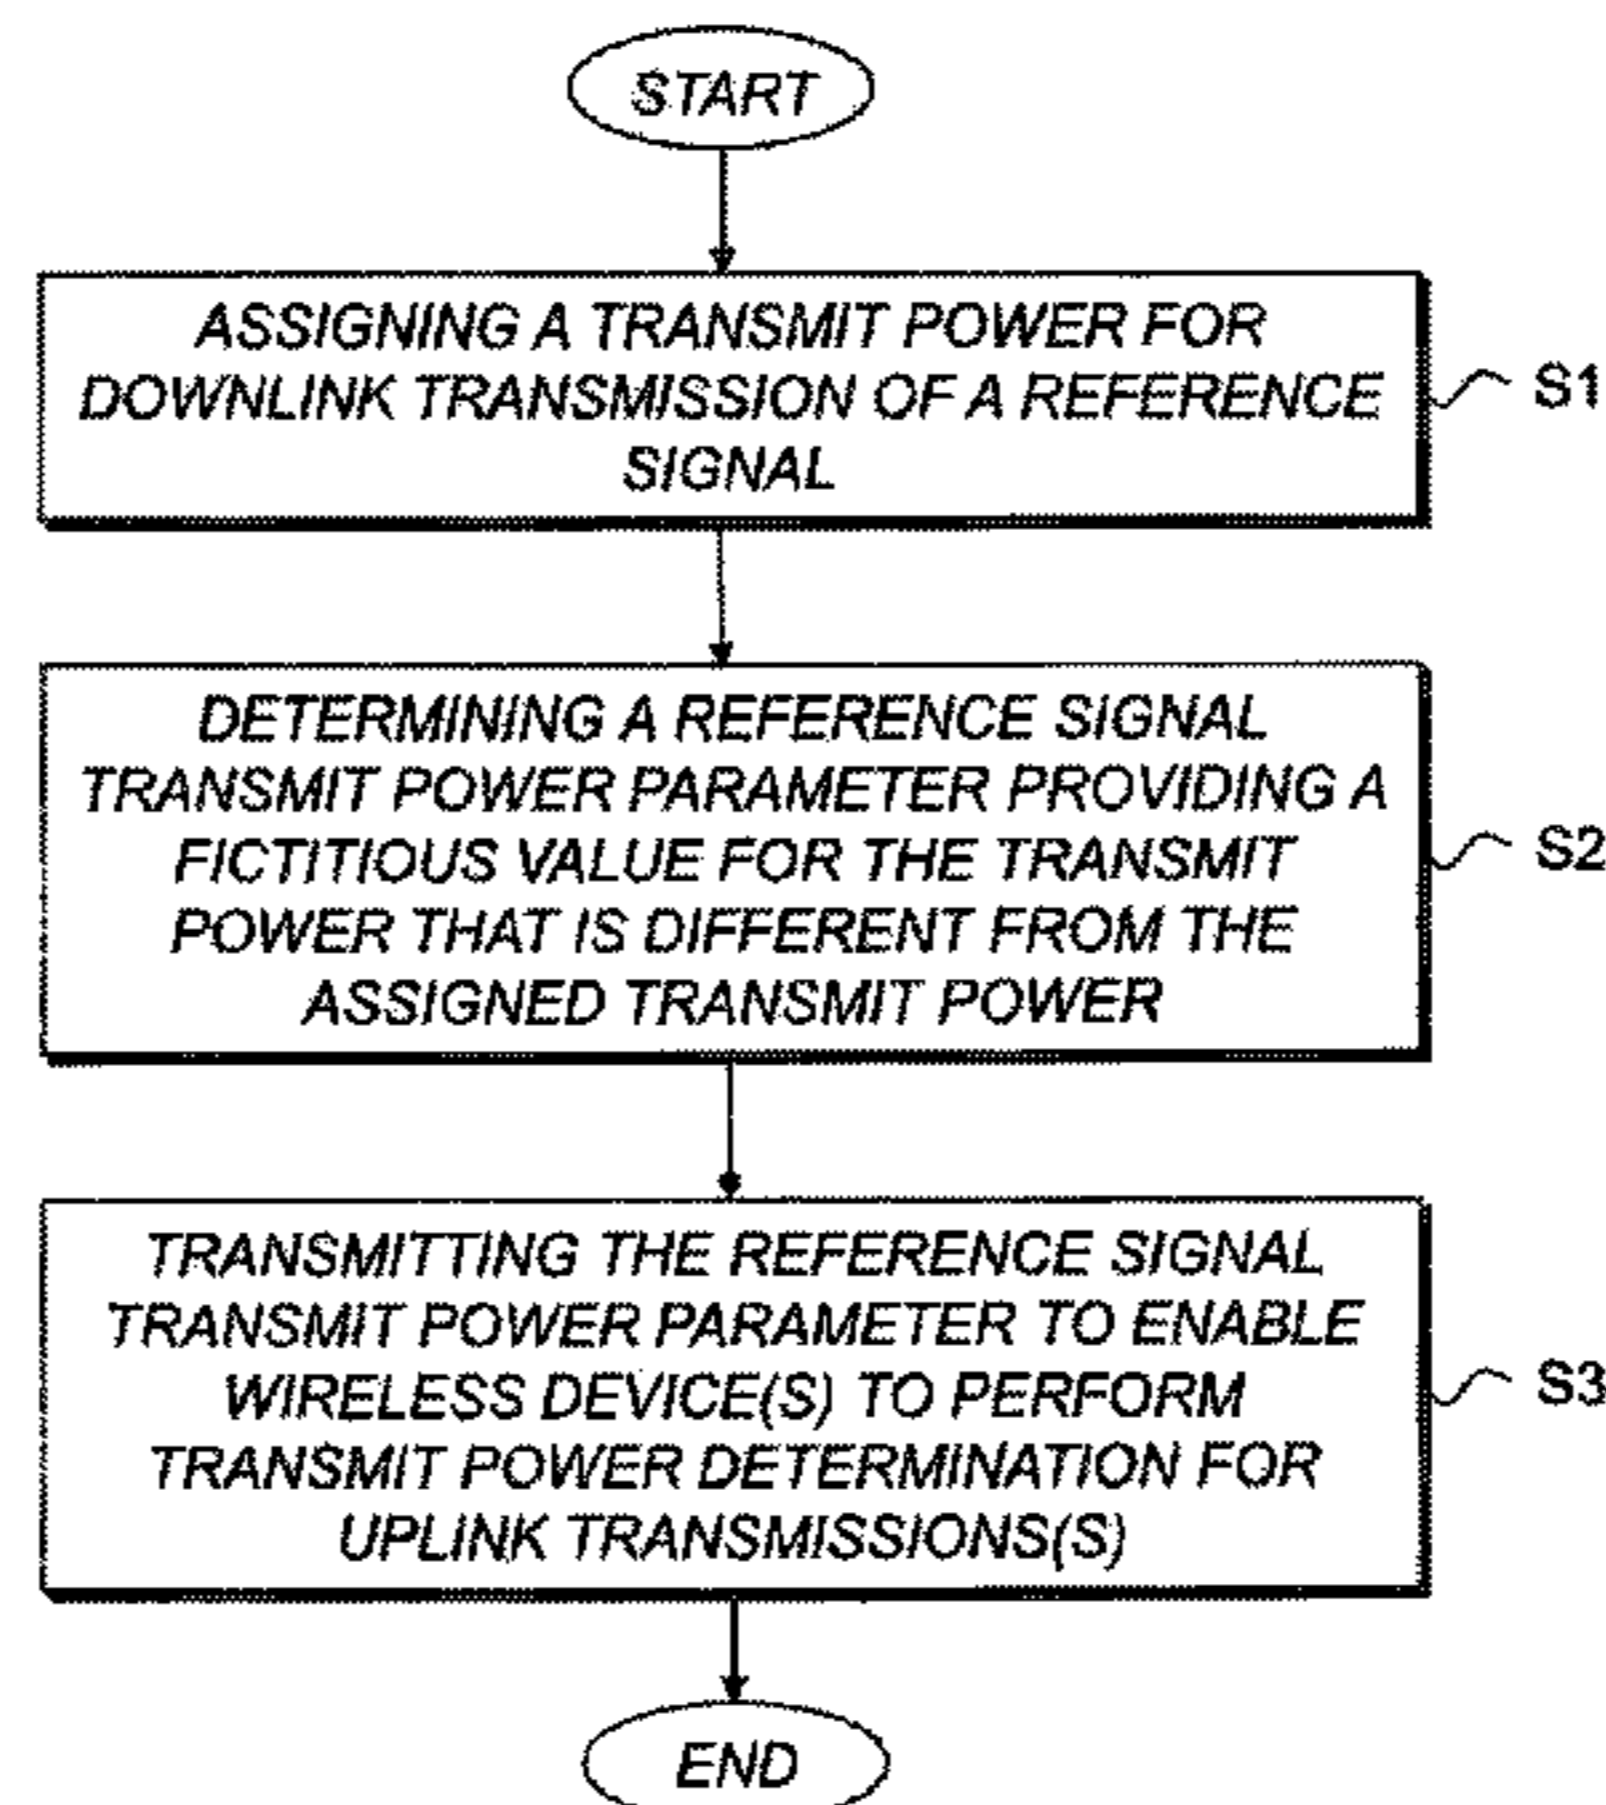 START
ASSIGNING A TRANSMIT POWER FOR
DOWNLINK TRANSMISSION OF A REFERENCE
SIGNAL
S1
DETERMINING A REFERENCE SIGNAL
TRANSMIT POWER PARAMETER PROVIDING A
FICTITIOUS VALUE FOR THE TRANSMIT
POWER THAT IS DIFFERENT FROM THE
ASSIGNED TRANSMIT POWER
S2
TRANSMITTING THE REFERENCE SIGNAL
TRANSMIT POWER PARAMETER TO ENABLE
WIRELESS DEVICE(S) TO PERFORM
TRANSMIT POWER DETERMINATION FOR
UPLINK TRANSMISSIONS(S)
S3
END